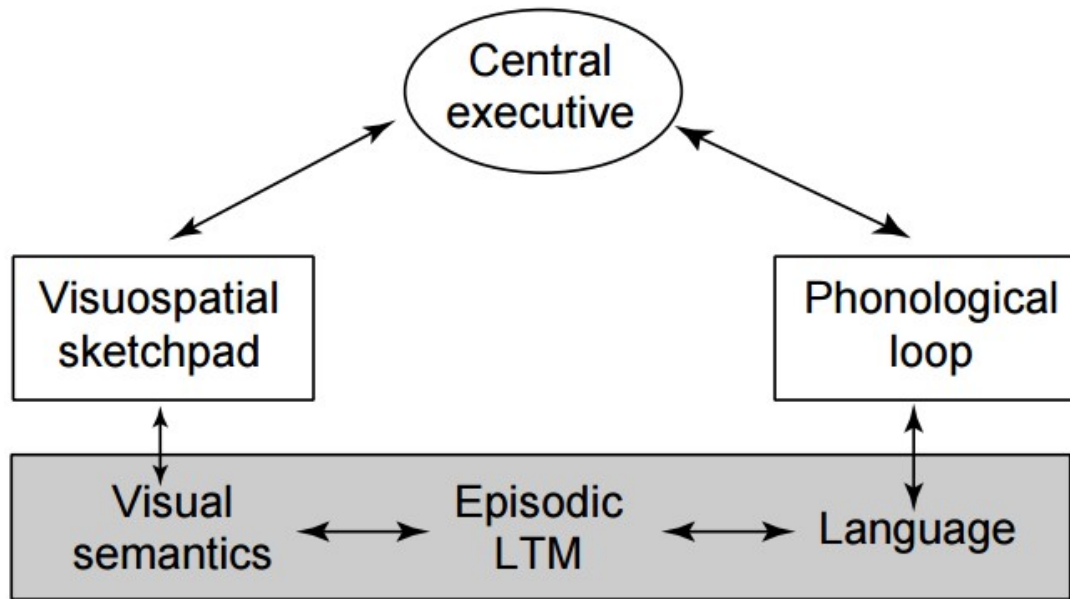 Central
executive
Visuospatial
sketchpad
Phonological
loop
Visual
semantics
Episodic
LTM
Language